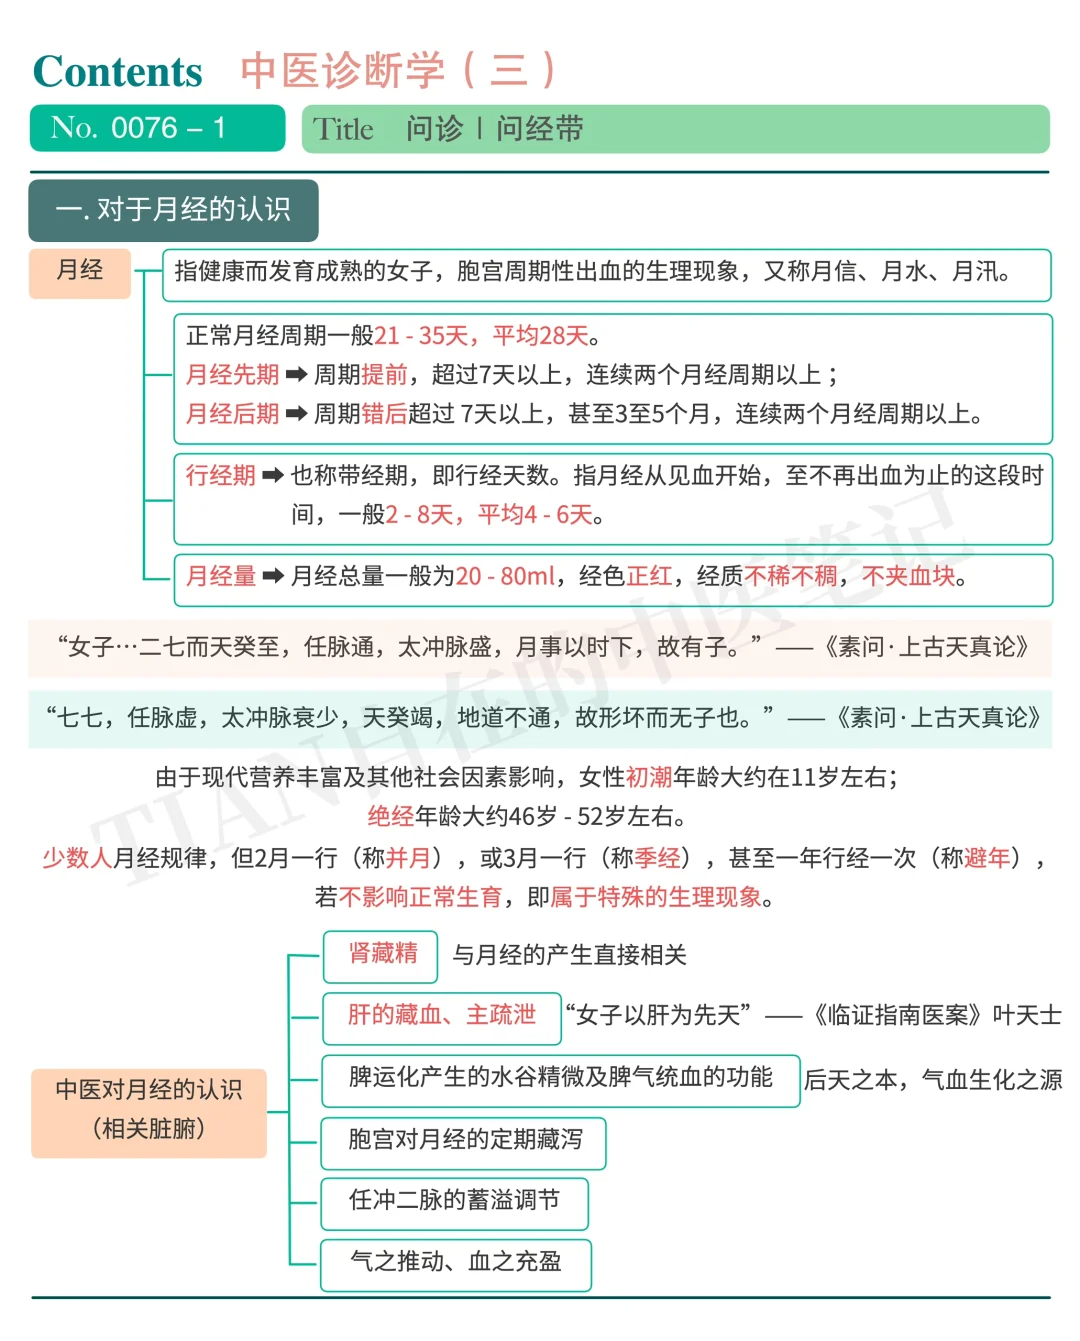 Contents 中医诊断学(三)
No. 0076 - 1 Title 问诊 | 问经带
一. 对于月经的认识
月经
指健康而发育成熟的女子，胞宫周期性出血的生理现象，又称月信、月水、月汛。
正常月经周期一般21 - 35天，平均28天。
月经先期 ➡ 周期提前，超过7天以上，连续两个月经周期以上；
月经后期 ➡ 周期错后超过 7天以上，甚至3至5个月，连续两个月经周期以上。
行经期 ➡ 也称带经期，即行经天数。指月经从见血开始，至不再出血为止的这段时
间，一般2 - 8天，平均4 - 6天。
月经量 ➡ 月经总量一般为20 - 80ml，经色正红，经质不稀不稠，不夹血块。
“女子…二七而天癸至，任脉通，太冲脉盛，月事以时下，故有子。” ——《素问·上古天真论》
“七七，任脉虚，太冲脉衰少，天癸竭，地道不通，故形坏而无子也。” ——《素问·上古天真论》
由于现代营养丰富及其他社会因素影响，女性初潮年龄大约在11岁左右；
绝经年龄大约46岁 - 52岁左右。
少数人月经规律，但2月一行（称并月），或3月一行（称季经），甚至一年行经一次（称避年），
若不影响正常生育，即属于特殊的生理现象。
肾藏精 与月经的产生直接相关
肝的藏血、主疏泄 “女子以肝为先天” ——《临证指南医案》叶天士
脾运化产生的水谷精微及脾气统血的功能 后天之本，气血生化之源
中医对月经的认识
（相关脏腑）
胞宫对月经的定期藏泻
任冲二脉的蓄溢调节
气之推动、血之充盈
TIAN自在的中医笔记